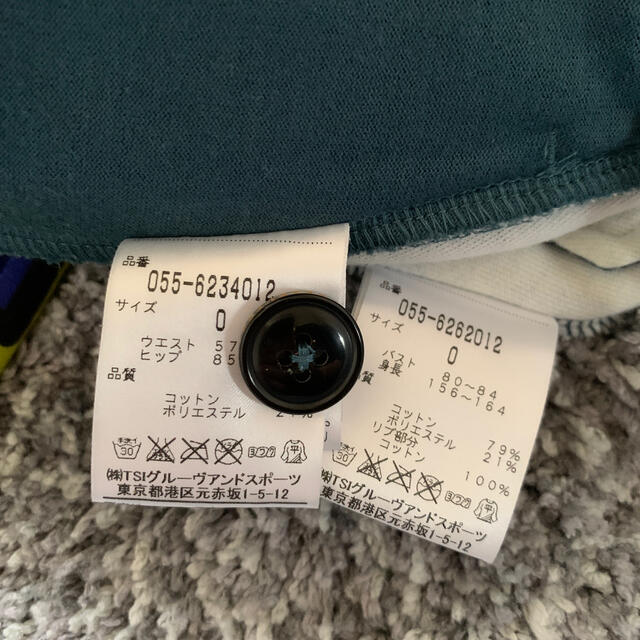 品番
055-6234012
サイズ
0
ウエスト 57
ヒップ 85
品質
コットン
ポリエステル 21%
(株)TSIグルーヴアンドスポーツ
東京都港区元赤坂1-5-12
品番
055-6262012
サイズ
0
バスト 80~84
身長 156~164
品質
コットン 79%
ポリエステル 21%
リブ部分
コットン 100%
(株)TSIグルーヴアンドスポーツ
東京都港区元赤坂1-5-12